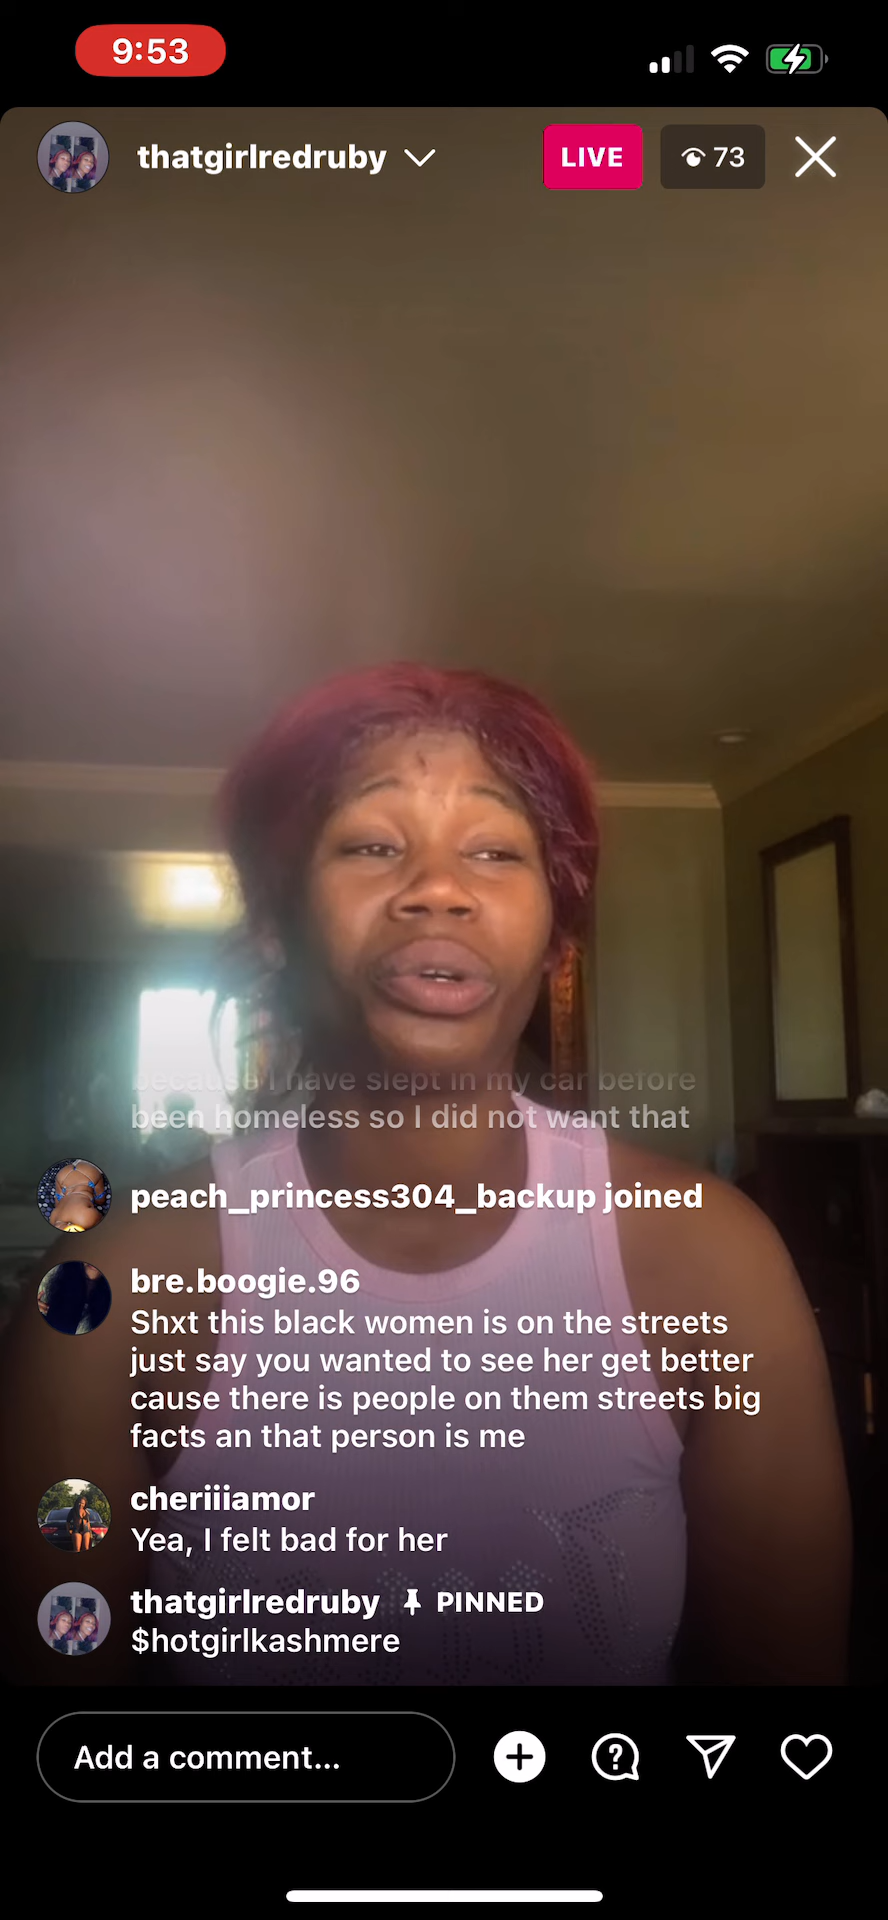 9:53
thatgirlredruby
LIVE
73
because I have slept in my car before
been homeless so I did not want that
peach_princess304_backup joined
bre.boogie.96
Shxt this black women is on the streets
just say you wanted to see her get better
cause there is people on them streets big
facts an that person is me
cheriiiamor
Yea, I felt bad for her
thatgirlredruby PINNED
$hotgirlkashmere
Add a comment...